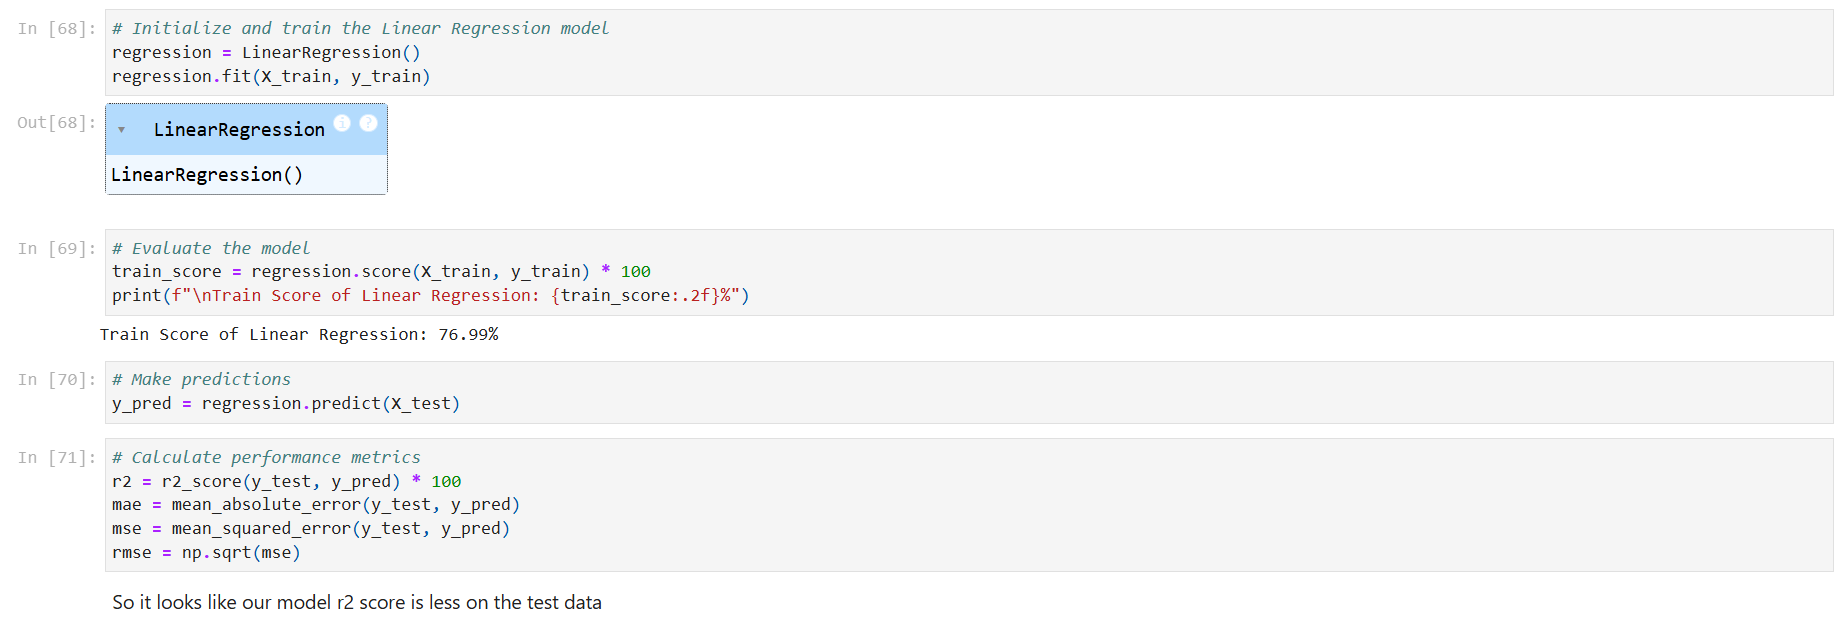 In [68]: # Initialize and train the Linear Regression model
regression = LinearRegression()
regression.fit(X_train, y_train)
Out[68]: ▾ LinearRegression i ?
LinearRegression()
In [69]: # Evaluate the model
train_score = regression.score(X_train, y_train) * 100
print(f"\nTrain Score of Linear Regression: {train_score:.2f}%")
Train Score of Linear Regression: 76.99%
In [70]: # Make predictions
y_pred = regression.predict(X_test)
In [71]: # Calculate performance metrics
r2 = r2_score(y_test, y_pred) * 100
mae = mean_absolute_error(y_test, y_pred)
mse = mean_squared_error(y_test, y_pred)
rmse = np.sqrt(mse)
So it looks like our model r2 score is less on the test data